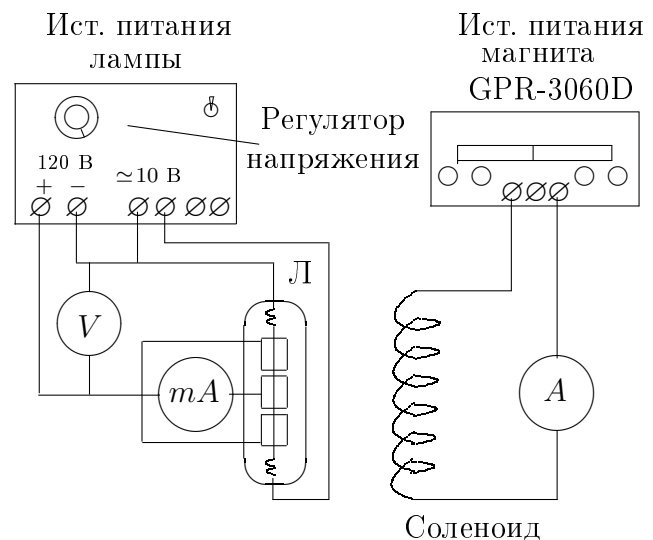 Ист. питания
лампы
Ист. питания
магнита
GPR-3060D
Регулятор
напряжения
120 В
+ −
≃10 В
Л
V
mA
A
Соленоид